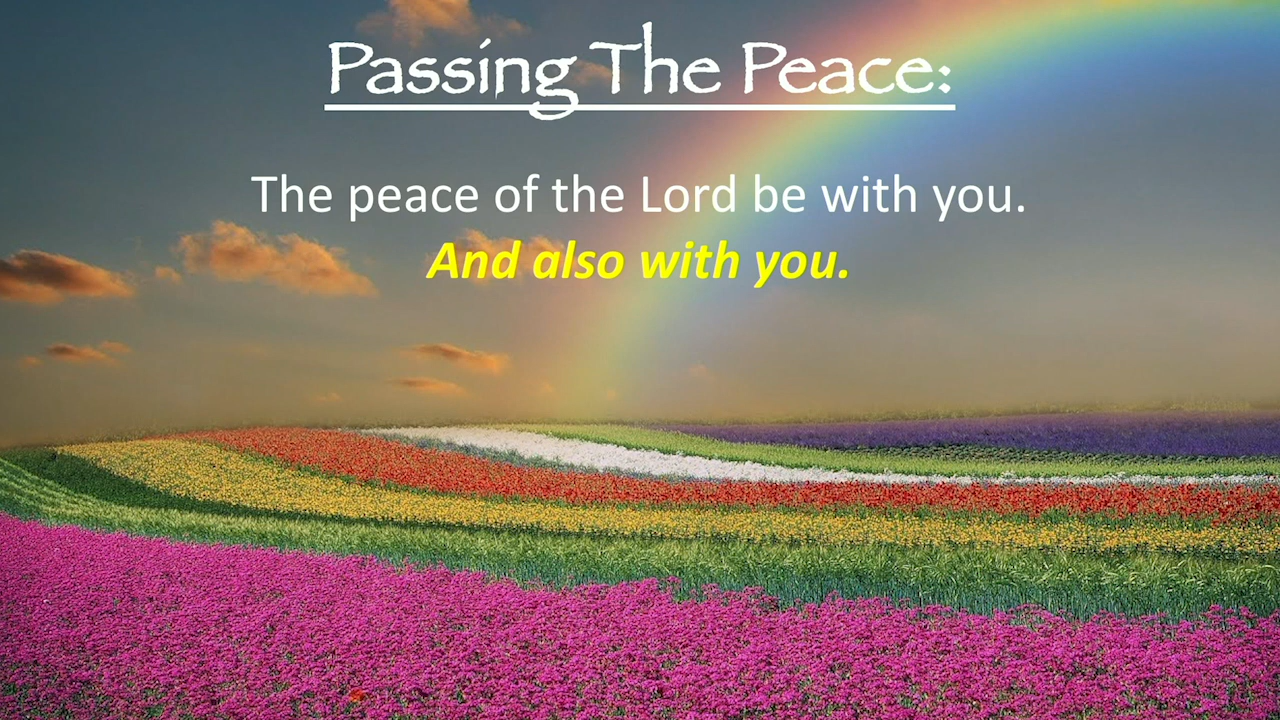 Passing The Peace:
The peace of the Lord be with you.
And also with you.